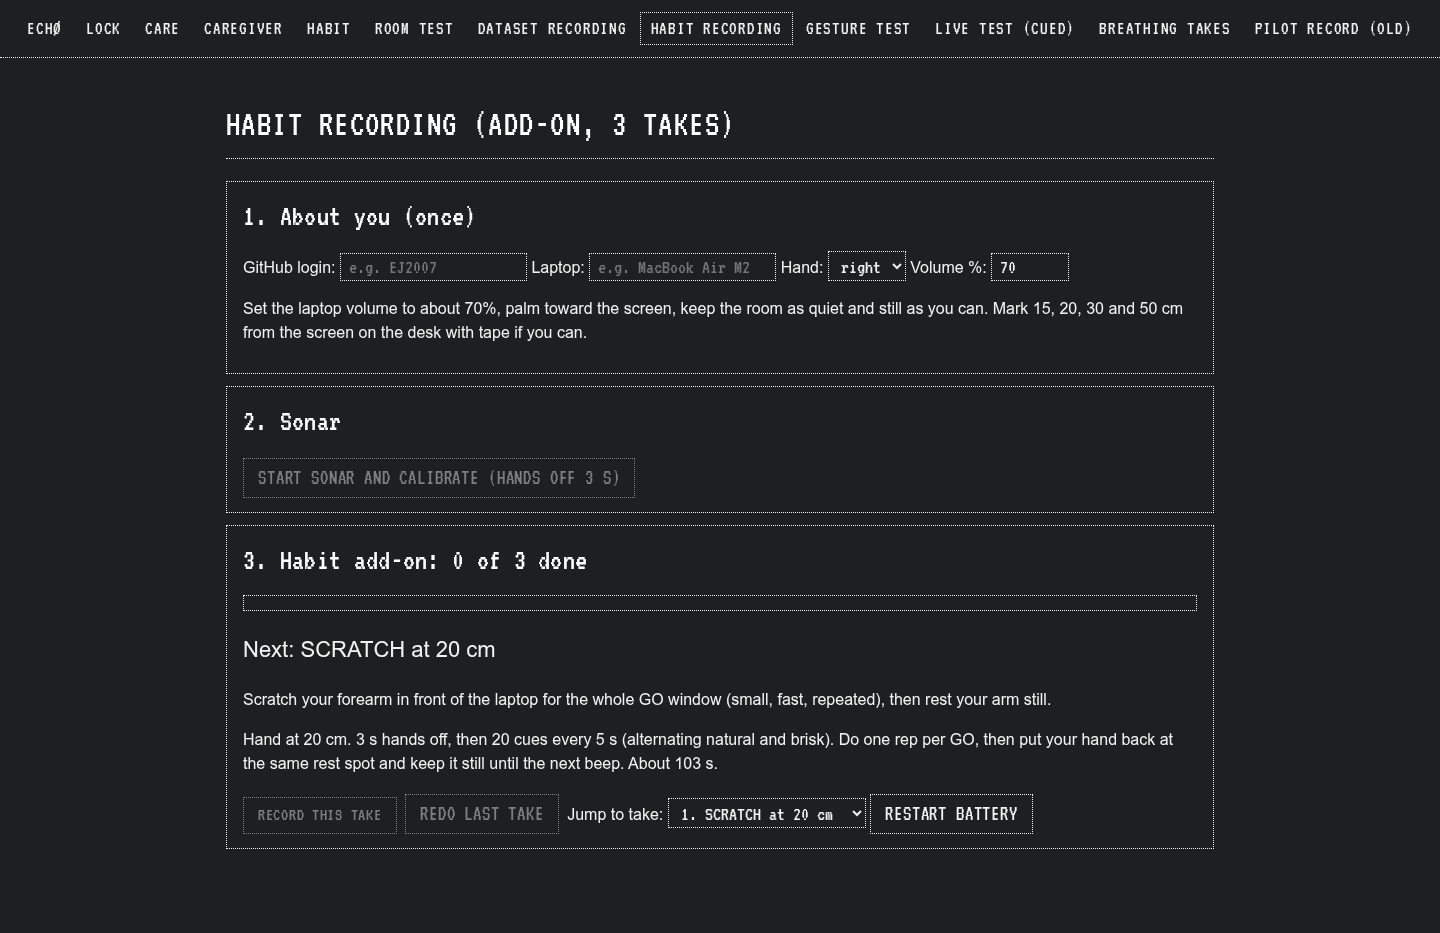 ECHØ LOCK CARE CAREGIVER HABIT ROOM TEST DATASET RECORDING HABIT RECORDING GESTURE TEST LIVE TEST (CUED) BREATHING TAKES PILOT RECORD (OLD)
HABIT RECORDING (ADD-ON, 3 TAKES)
1. About you (once)
GitHub login: e.g. EJ2007 Laptop: e.g. MacBook Air M2 Hand: right Volume %: 70
Set the laptop volume to about 70%, palm toward the screen, keep the room as quiet and still as you can. Mark 15, 20, 30 and 50 cm
from the screen on the desk with tape if you can.
2. Sonar
START SONAR AND CALIBRATE (HANDS OFF 3 S)
3. Habit add-on: 0 of 3 done
Next: SCRATCH at 20 cm
Scratch your forearm in front of the laptop for the whole GO window (small, fast, repeated), then rest your arm still.
Hand at 20 cm. 3 s hands off, then 20 cues every 5 s (alternating natural and brisk). Do one rep per GO, then put your hand back at
the same rest spot and keep it still until the next beep. About 103 s.
RECORD THIS TAKE REDO LAST TAKE Jump to take: 1. SCRATCH at 20 cm RESTART BATTERY